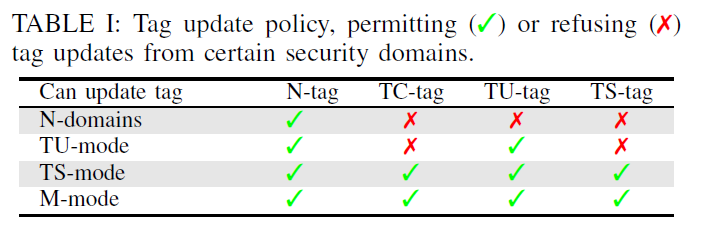 TABLE I: Tag update policy, permitting (✓) or refusing (✗)
tag updates from certain security domains.
Can update tag N-tag TC-tag TU-tag TS-tag
N-domains ✓ ✗ ✗ ✗
TU-mode ✓ ✗ ✓ ✗
TS-mode ✓ ✓ ✓ ✓
M-mode ✓ ✓ ✓ ✓